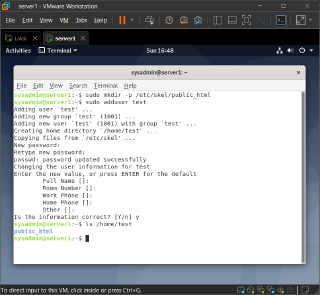 server1 - VMware Workstation
File Edit View VM Jobs Help
Lokal server1
Activities Terminal Sun 16:48
sysadmin@server1: ~
File Edit View Search Terminal Help
sysadmin@server1:~$ sudo mkdir -p /etc/skel/public_html
sysadmin@server1:~$ sudo adduser test
Adding user `test' ...
Adding new group `test' (1001) ...
Adding new user `test' (1001) with group `test' ...
Creating home directory `/home/test' ...
Copying files from `/etc/skel' ...
New password:
Retype new password:
passwd: password updated successfully
Changing the user information for test
Enter the new value, or press ENTER for the default
Full Name []:
Room Number []:
Work Phone []:
Home Phone []:
Other []:
Is the information correct? [Y/n] y
sysadmin@server1:~$ ls /home/test
public_html
sysadmin@server1:~$
To direct input to this VM, click inside or press Ctrl+G.